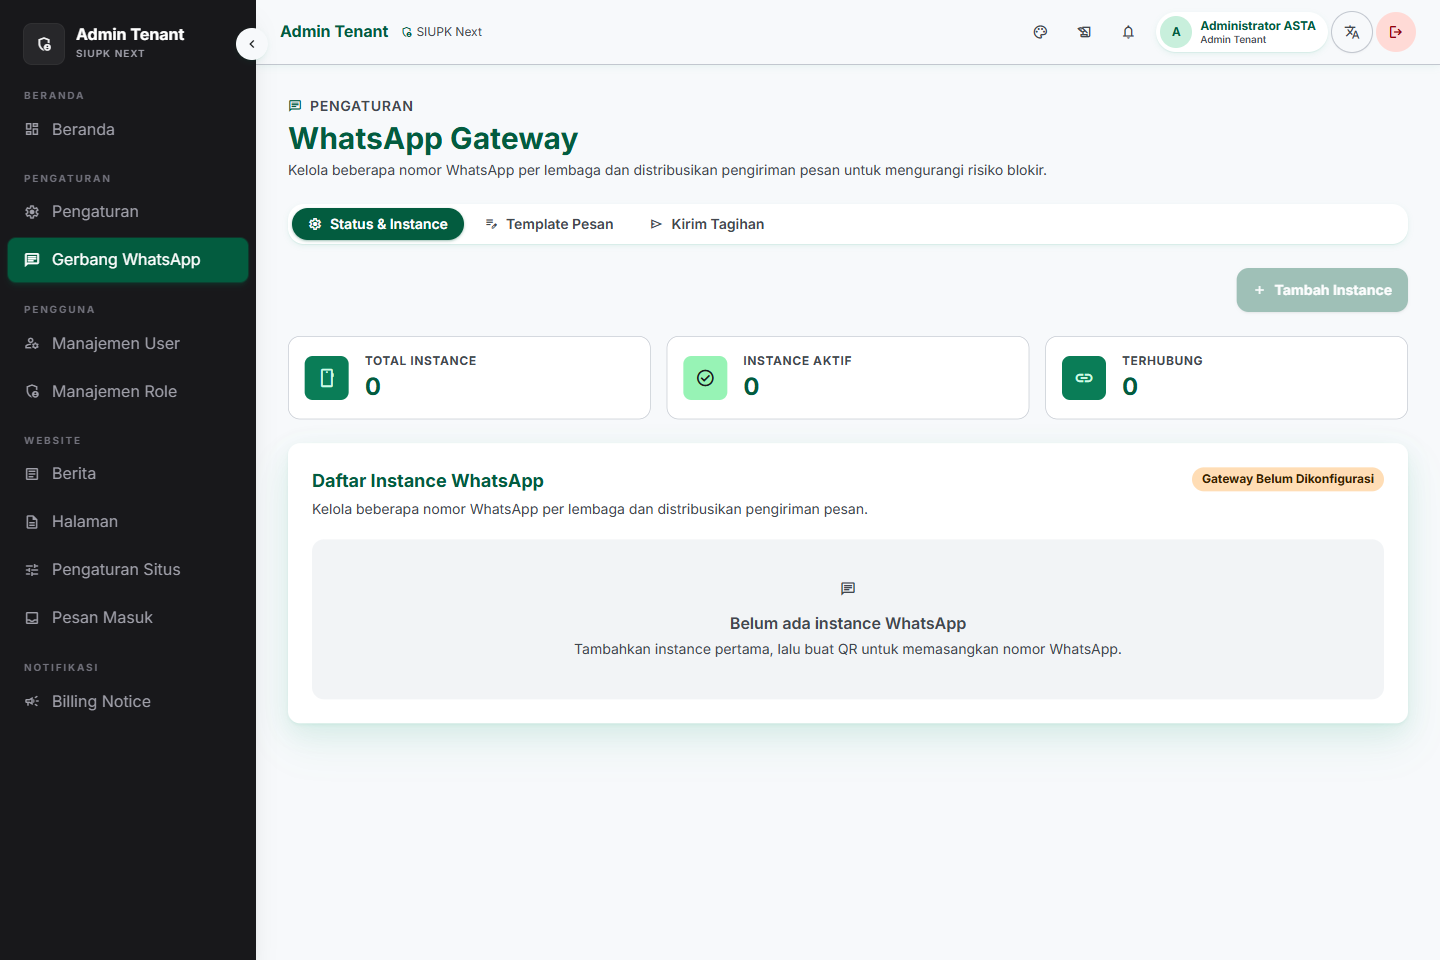 Admin Tenant
SIUPK NEXT
BERANDA
Beranda
PENGATURAN
Pengaturan
Gerbang WhatsApp
PENGGUNA
Manajemen User
Manajemen Role
WEBSITE
Berita
Halaman
Pengaturan Situs
Pesan Masuk
NOTIFIKASI
Billing Notice
Admin Tenant SIUPK Next
A
Administrator ASTA
Admin Tenant
PENGATURAN
WhatsApp Gateway
Kelola beberapa nomor WhatsApp per lembaga dan distribusikan pengiriman pesan untuk mengurangi risiko blokir.
Status & Instance Template Pesan Kirim Tagihan
+ Tambah Instance
TOTAL INSTANCE
0
INSTANCE AKTIF
0
TERHUBUNG
0
Daftar Instance WhatsApp
Gateway Belum Dikonfigurasi
Kelola beberapa nomor WhatsApp per lembaga dan distribusikan pengiriman pesan.
Belum ada instance WhatsApp
Tambahkan instance pertama, lalu buat QR untuk memasangkan nomor WhatsApp.